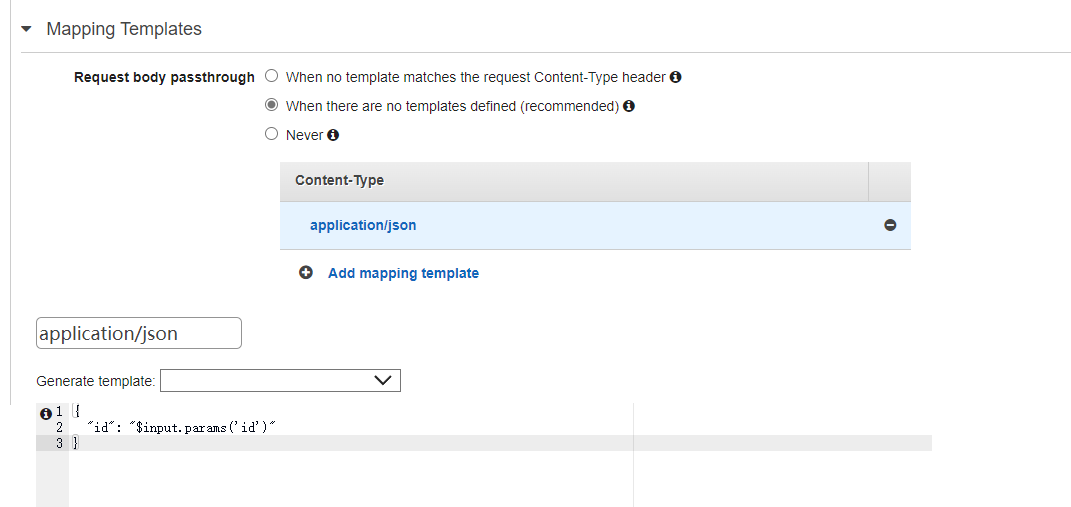 Mapping Templates
Request body passthrough
When no template matches the request Content-Type header
When there are no templates defined (recommended)
Never
Content-Type
application/json
Add mapping template
application/json
Generate template:
1 {
2 "id": "$input.params('id')"
3 }